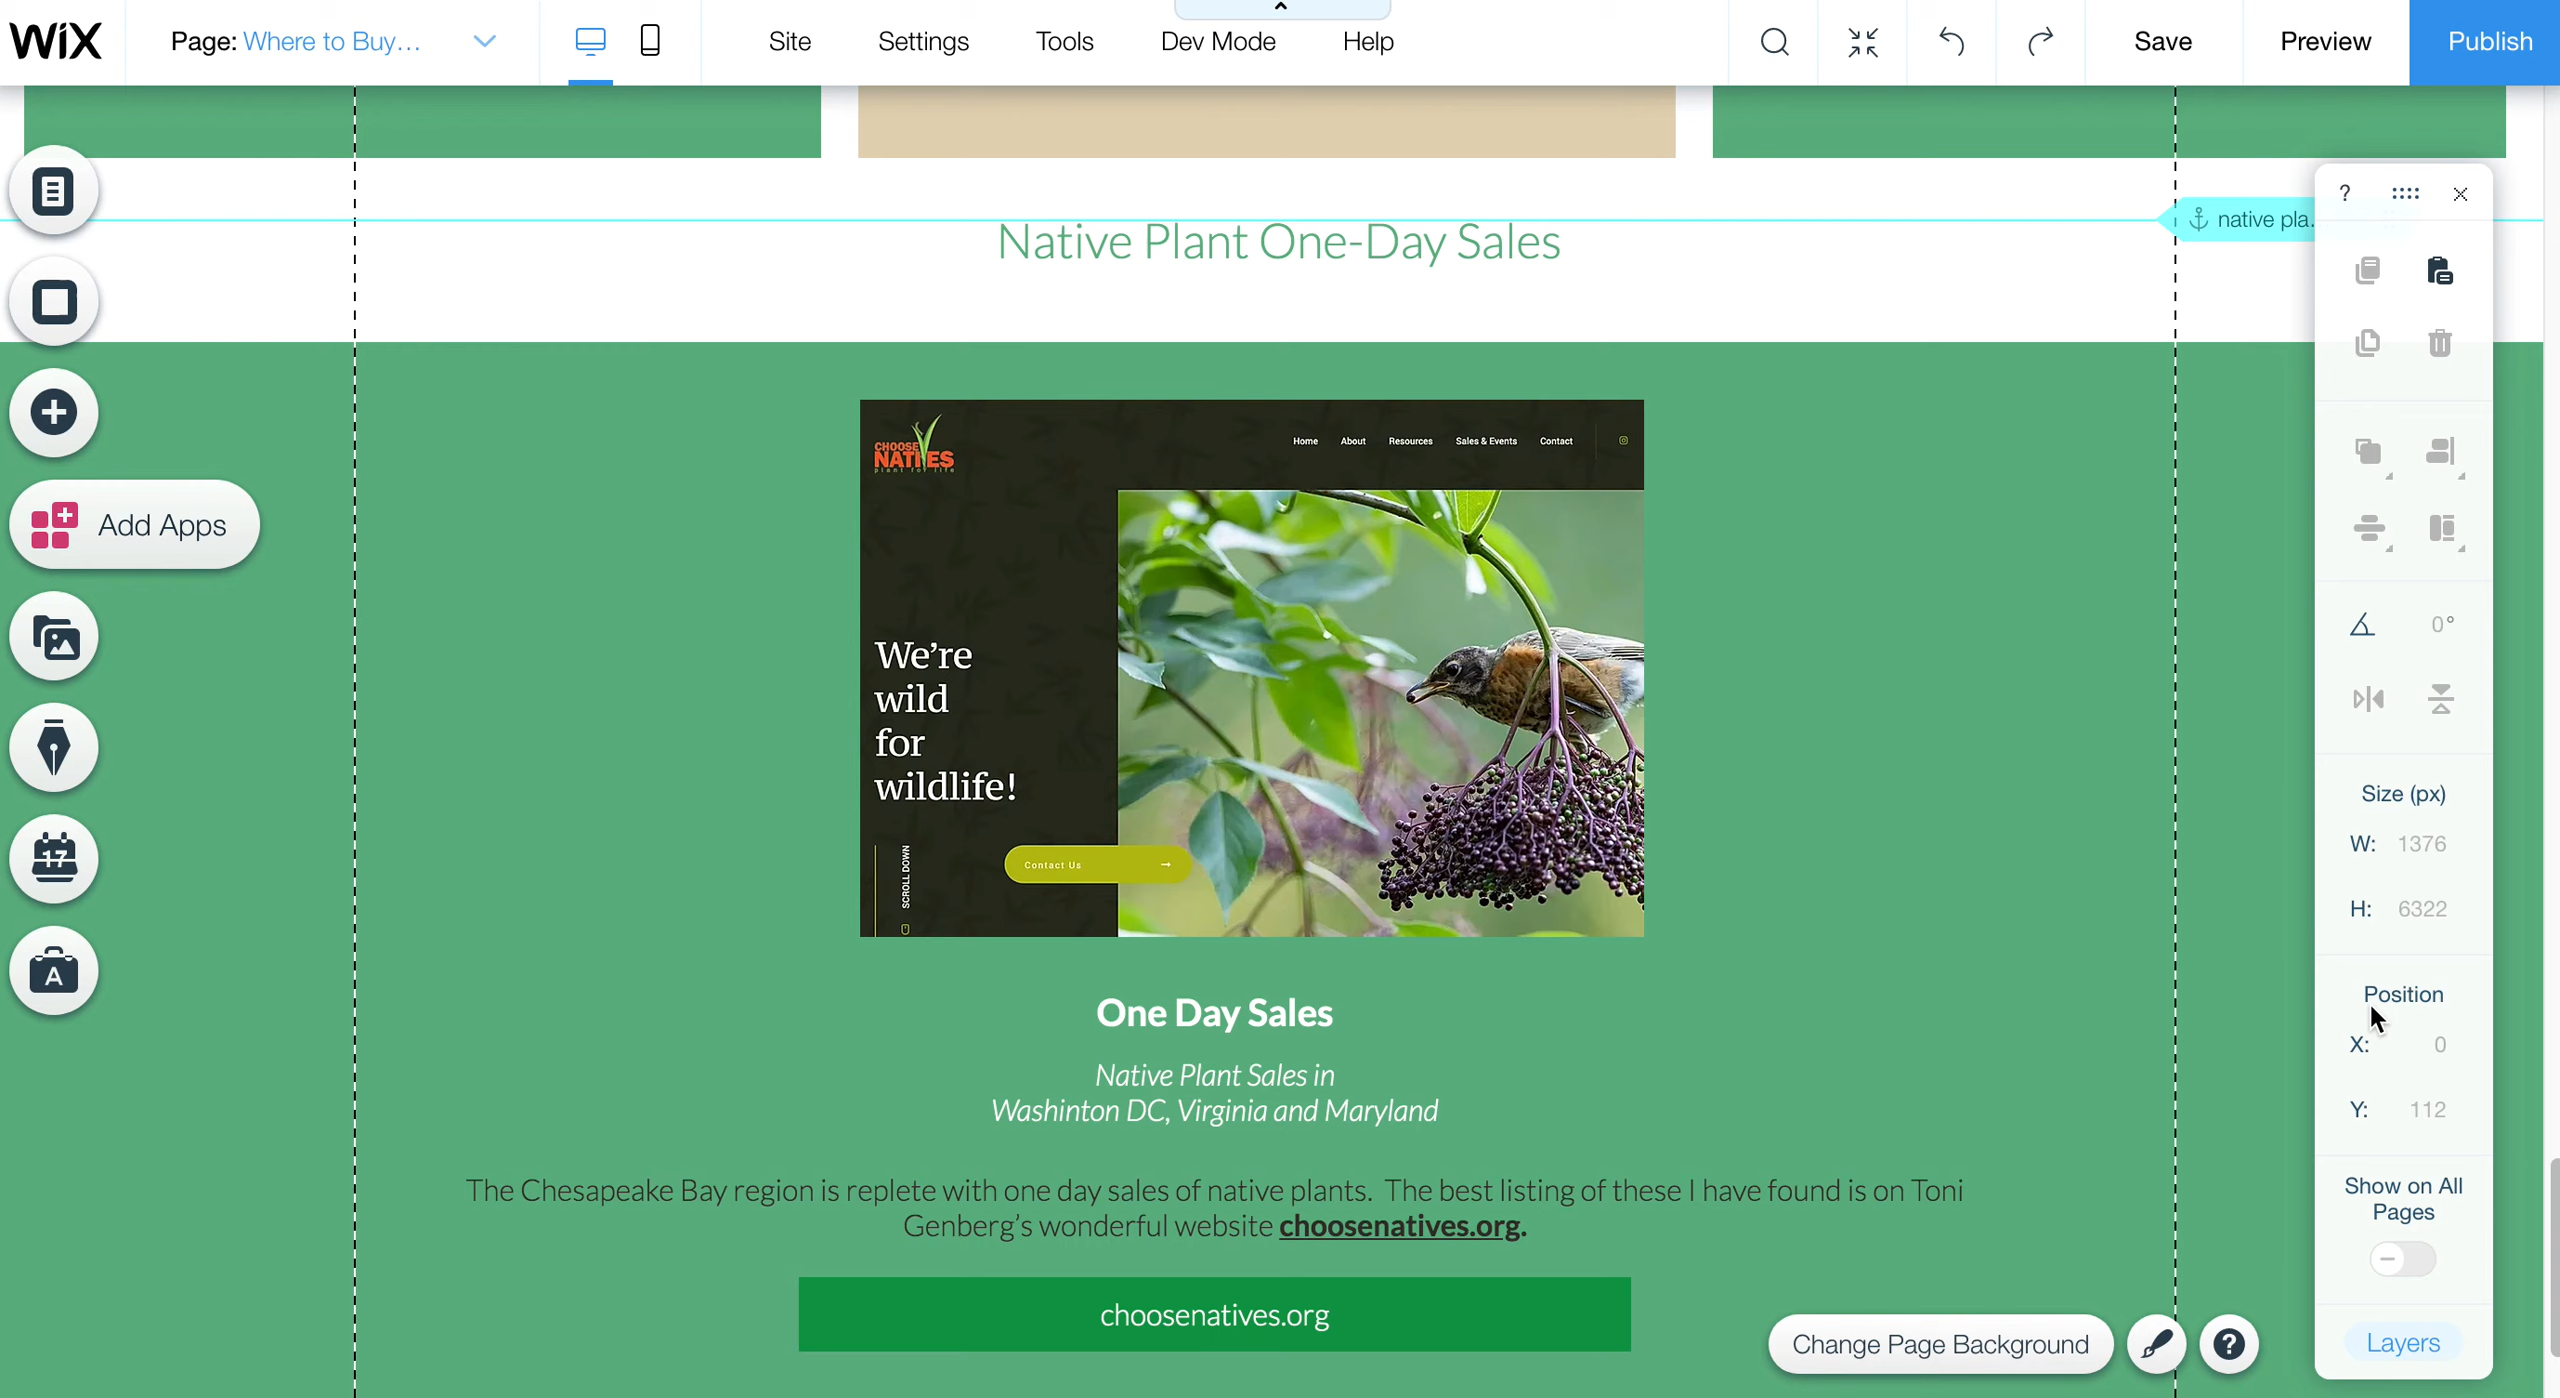 WiX
Page: Where to Buy...
Site
Settings
Tools
Dev Mode
Help
Save
Preview
Publish
native pla.
Native Plant One-Day Sales
Add Apps
CHOOSE
NATIVES
plant for life
Home
About
Resources
Sales & Events
Contact
We're
wild
for
wildlife!
SCROLL DOWN
Contact Us
17
A
One Day Sales
Native Plant Sales in
Washinton DC, Virginia and Maryland
The Chesapeake Bay region is replete with one day sales of native plants. The best listing of these I have found is on Toni
Genberg's wonderful website choosenatives.org.
choosenatives.org
Change Page Background
?
?
0°
Size (px)
W: 1376
H: 6322
Position
X: 0
Y: 112
Show on All
Pages
Layers